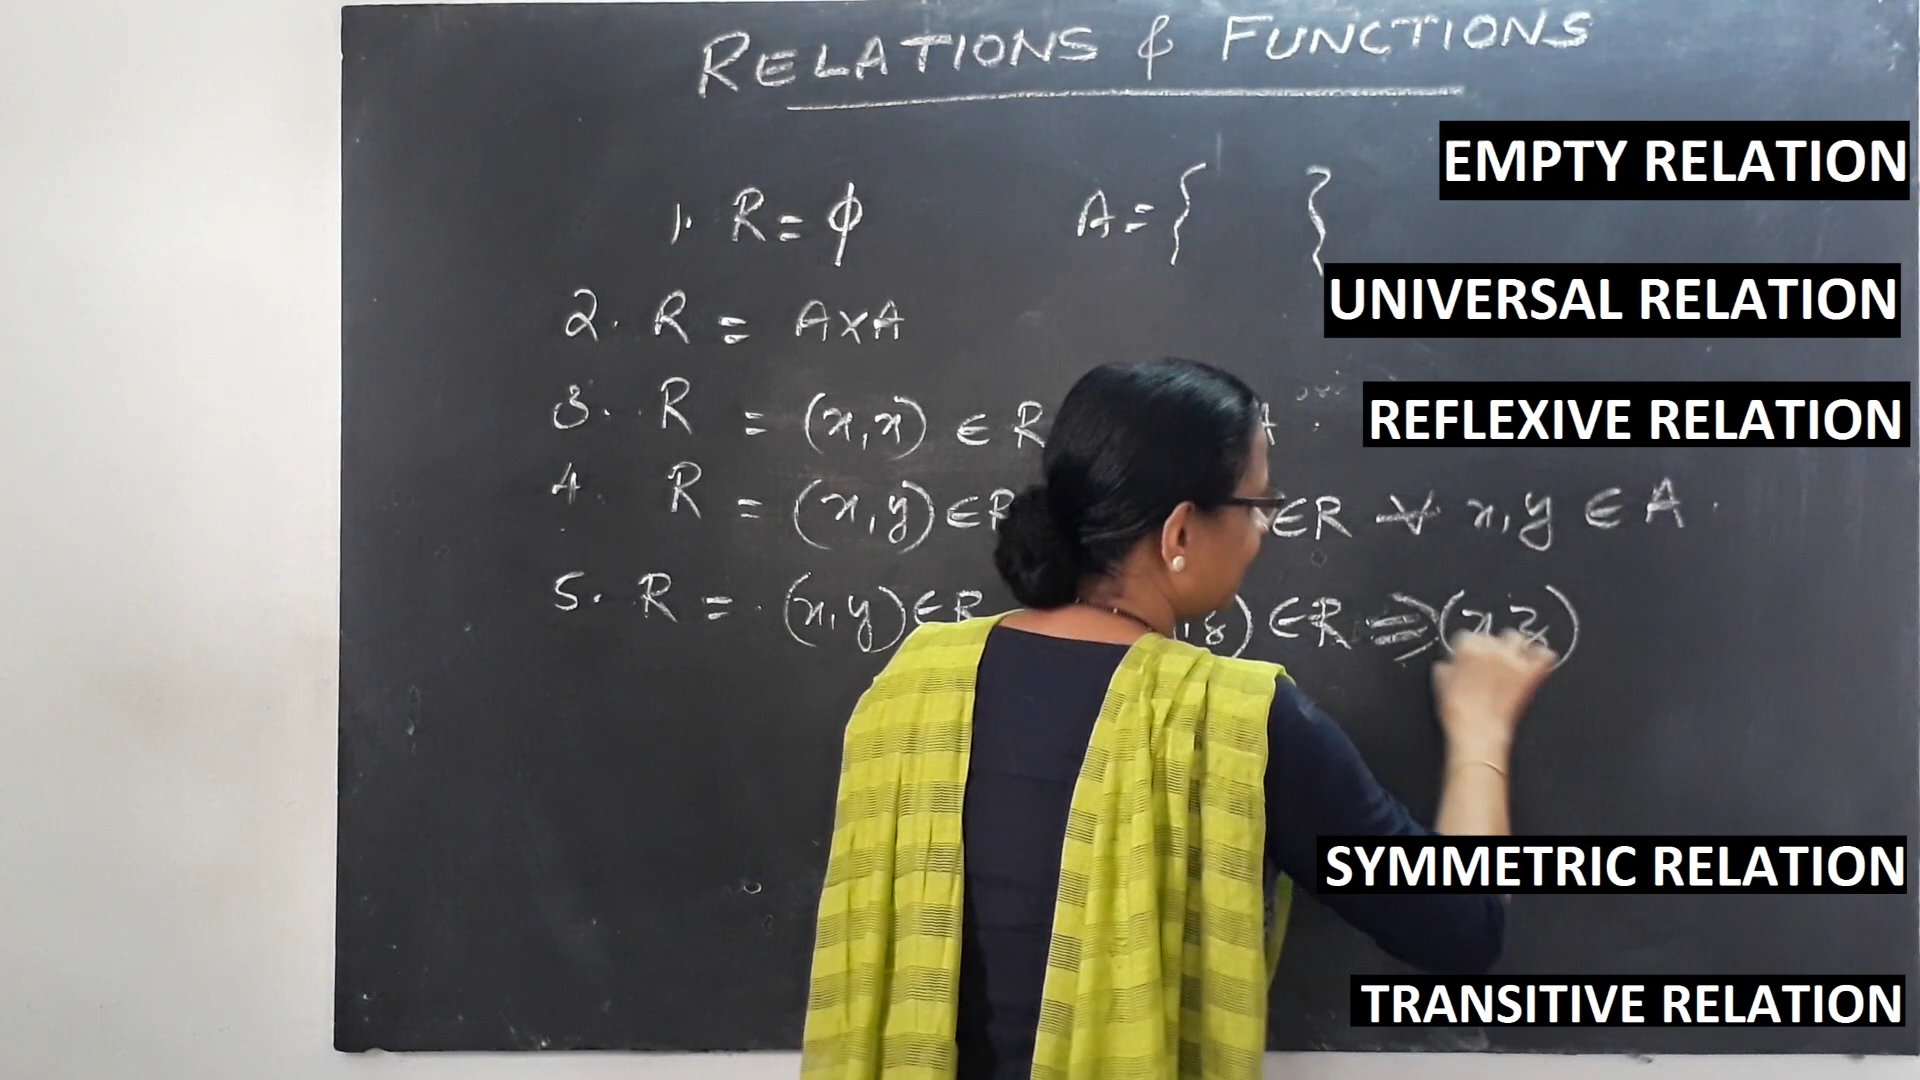 RELATIONS & FUNCTIONS
EMPTY RELATION
1. R = ϕ A = { }
UNIVERSAL RELATION
2. R = A×A
REFLEXIVE RELATION
3. R = (x,x) ∈ R A.
4. R = (x,y) ∈ R ∈R ∀ x,y ∈ A.
5. R = (x,y) ∈ R ,z) ∈ R ⇒ (x,z)
SYMMETRIC RELATION
TRANSITIVE RELATION